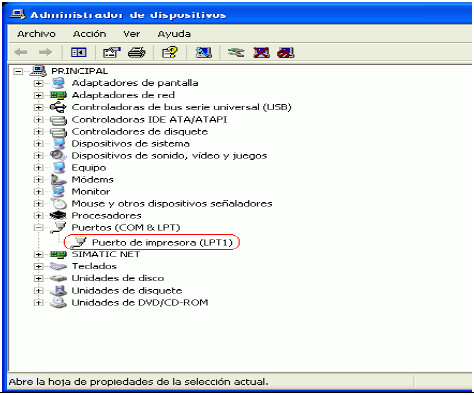 Administrador de dispositivos
Archivo Acción Ver Ayuda
PRINCIPAL
Adaptadores de pantalla
Adaptadores de red
Controladoras de bus serie universal (USB)
Controladoras IDE ATA/ATAPI
Controladores de disquete
Dispositivos de sistema
Dispositivos de sonido, vídeo y juegos
Equipo
Módems
Monitor
Mouse y otros dispositivos señaladores
Procesadores
Puertos (COM & LPT)
Puerto de impresora (LPT1)
SIMATIC NET
Teclados
Unidades de disco
Unidades de disquete
Unidades de DVD/CD-ROM
Abre la hoja de propiedades de la selección actual.